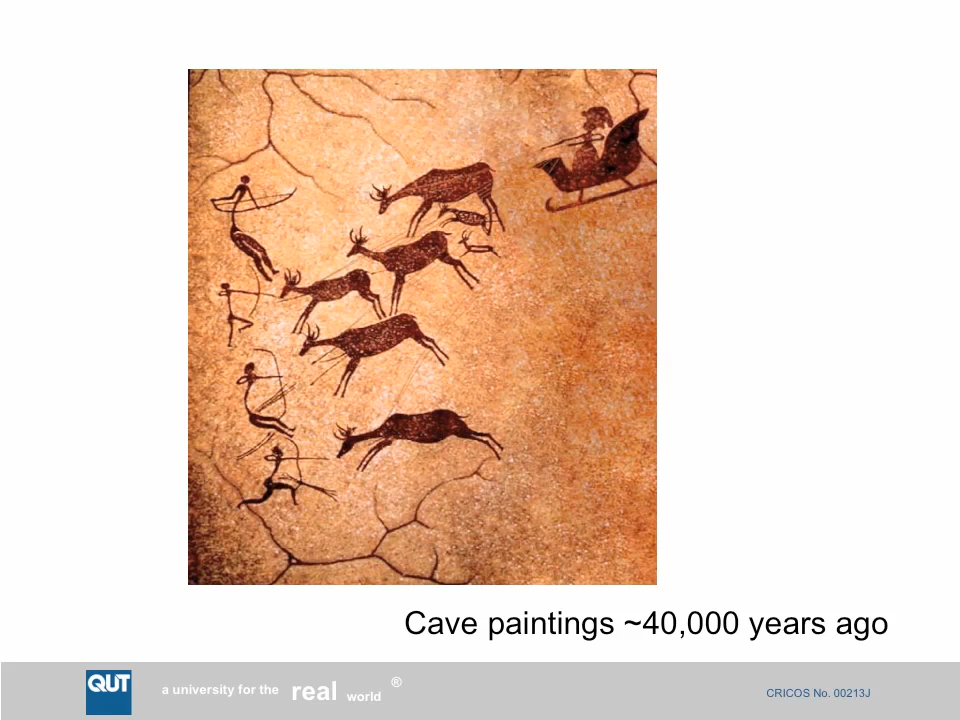 Cave paintings ~40,000 years ago
QUT
a university for the real world ®
CRICOS No. 00213J